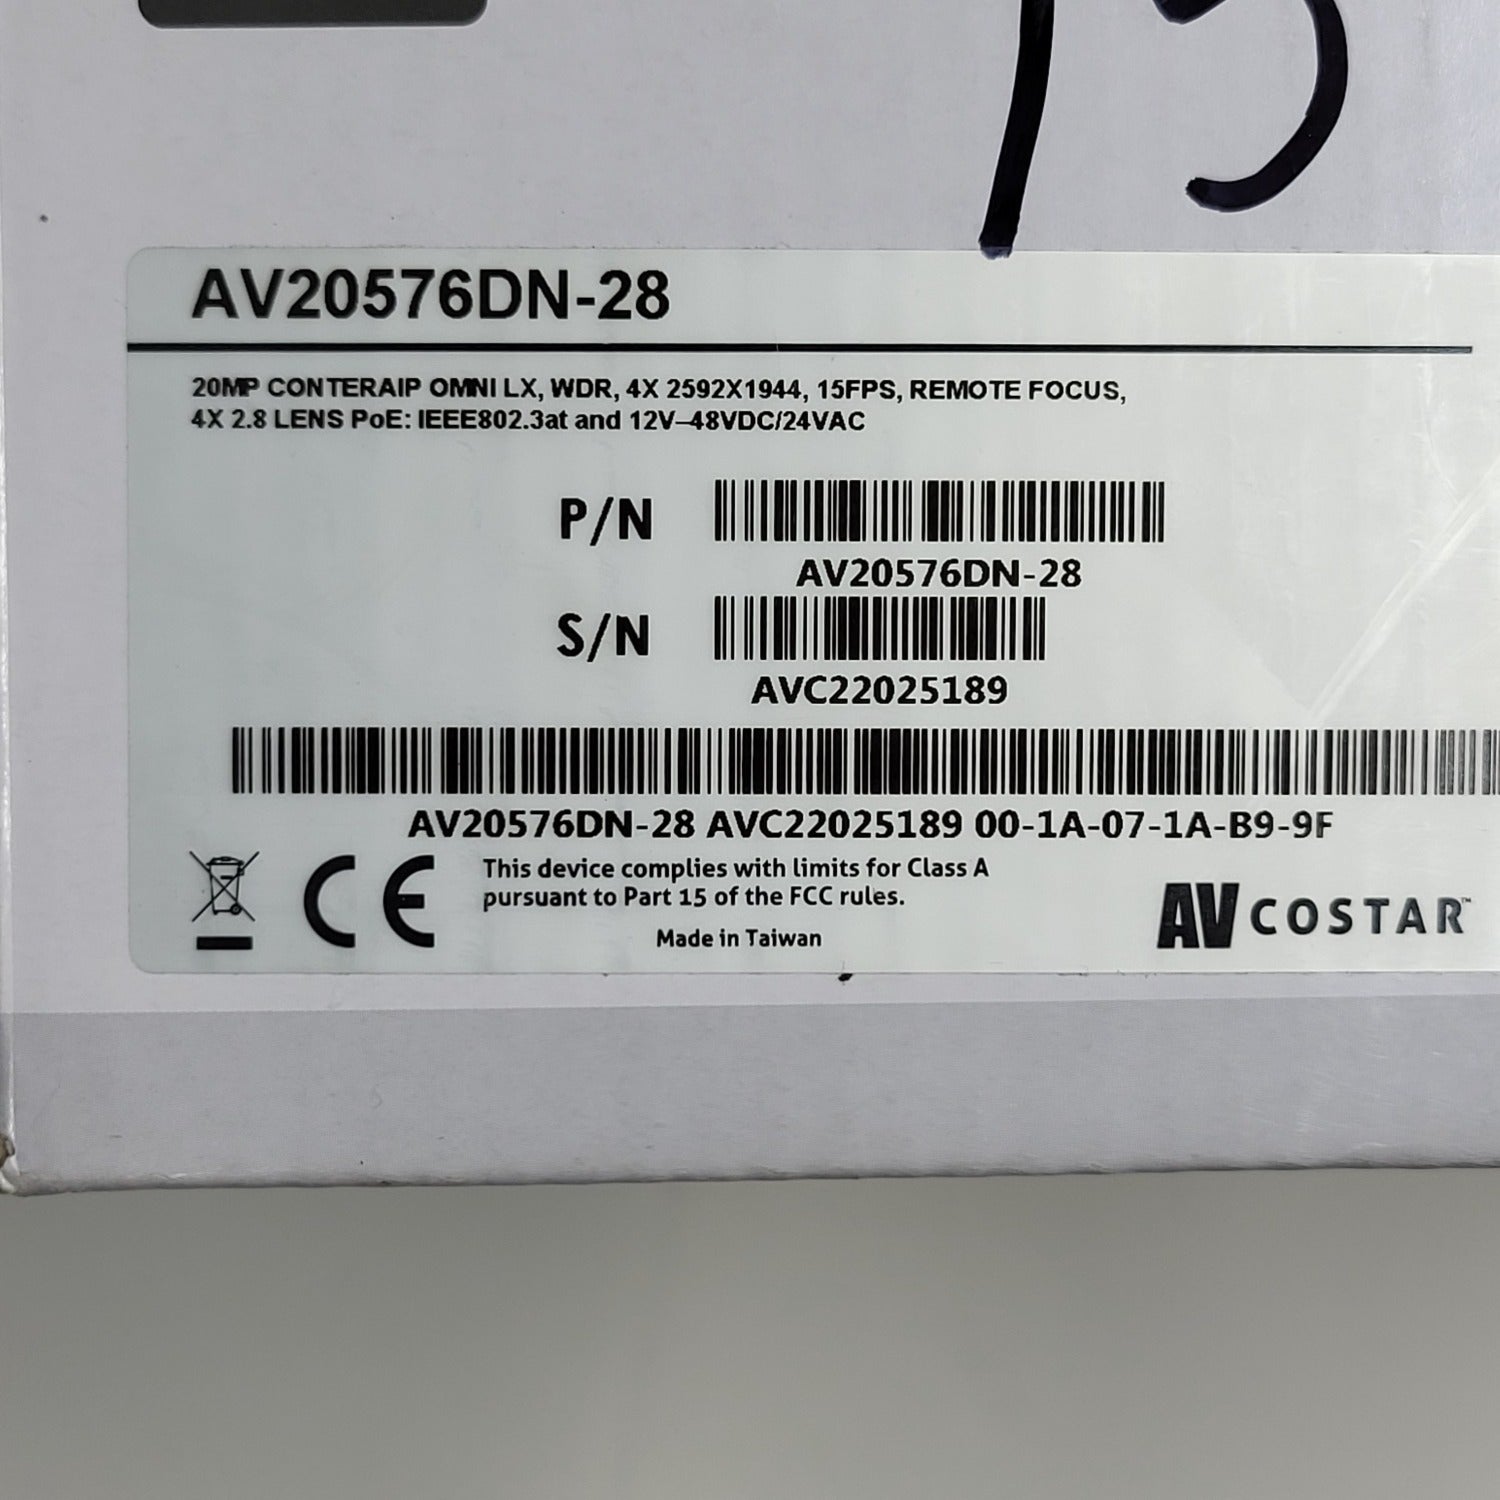 AV20576DN-28
20MP CONTERAIP OMNI LX, WDR, 4X 2592X1944, 15FPS, REMOTE FOCUS,
4X 2.8 LENS PoE: IEEE802.3at and 12V–48VDC/24VAC
P/N
AV20576DN-28
S/N
AVC22025189
AV20576DN-28 AVC22025189 00-1A-07-1A-B9-9F
CE This device complies with limits for Class A
pursuant to Part 15 of the FCC rules.
Made in Taiwan
AV COSTAR™